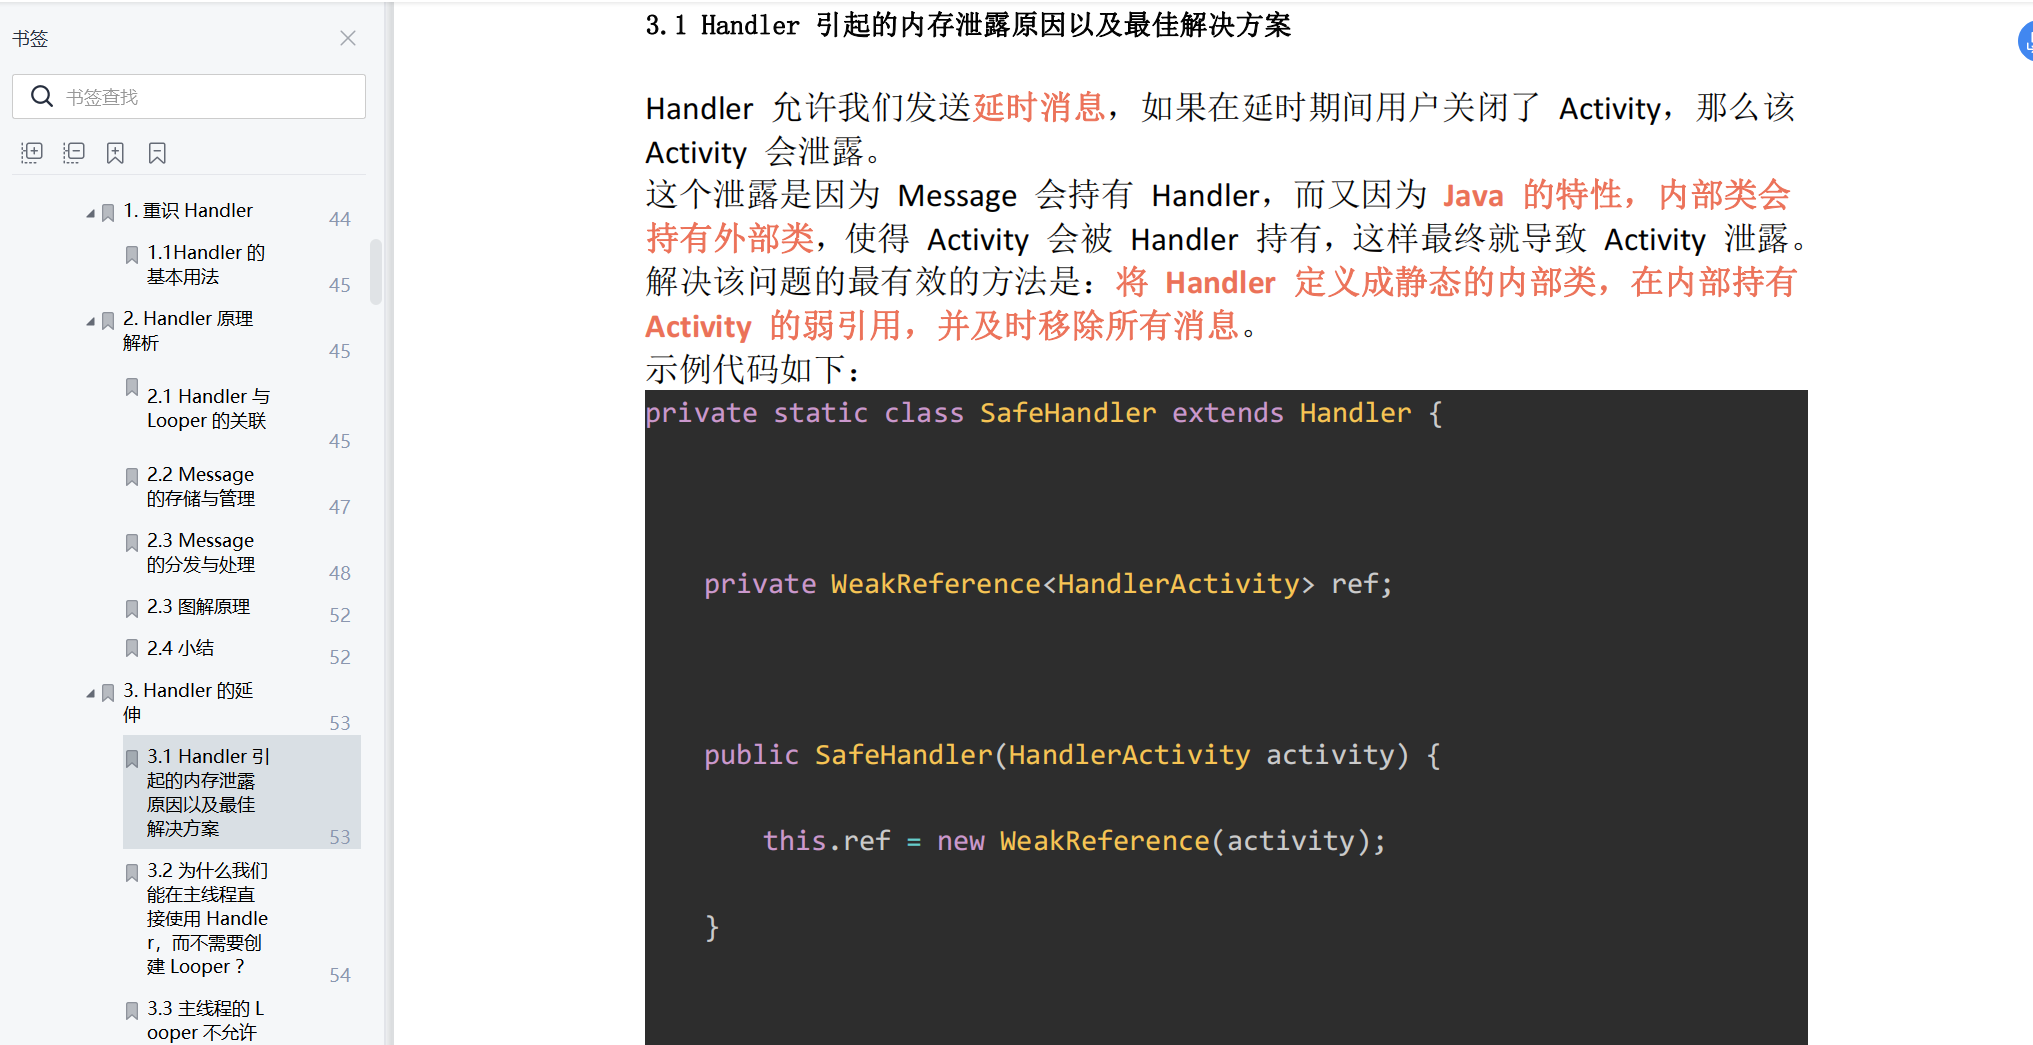 书签
书签查找
1. 重识 Handler 44
1.1Handler 的
基本用法 45
2. Handler 原理
解析 45
2.1 Handler 与
Looper 的关联 45
2.2 Message
的存储与管理 47
2.3 Message
的分发与处理 48
2.3 图解原理 52
2.4 小结 52
3. Handler 的延
伸 53
3.1 Handler 引
起的内存泄露
原因以及最佳
解决方案 53
3.2 为什么我们
能在主线程直
接使用 Handle
r，而不需要创
建 Looper？ 54
3.3 主线程的 L
ooper 不允许
3.1 Handler 引起的内存泄露原因以及最佳解决方案
Handler 允许我们发送延时消息，如果在延时期间用户关闭了 Activity，那么该
Activity 会泄露。
这个泄露是因为 Message 会持有 Handler，而又因为 Java 的特性，内部类会
持有外部类，使得 Activity 会被 Handler 持有，这样最终就导致 Activity 泄露。
解决该问题的最有效的方法是：将 Handler 定义成静态的内部类，在内部持有
Activity 的弱引用，并及时移除所有消息。
示例代码如下：
private static class SafeHandler extends Handler {
private WeakReference<HandlerActivity> ref;
public SafeHandler(HandlerActivity activity) {
this.ref = new WeakReference(activity);
}